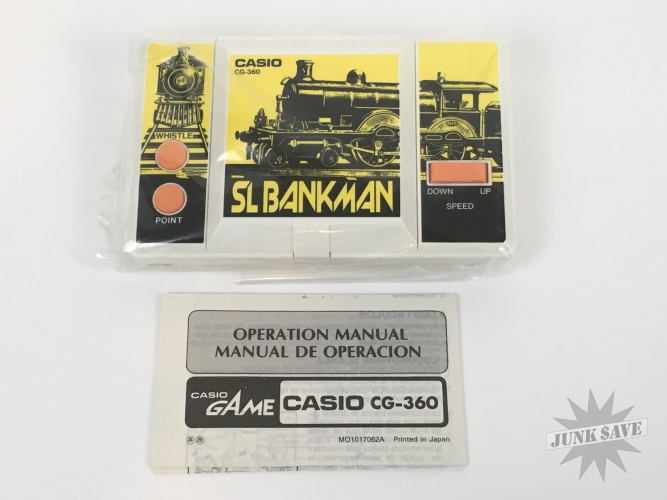 CASIO
CG-360
WHISTLE
POINT
SL BANKMAN
DOWN UP
SPEED
OPERATION MANUAL
MANUAL DE OPERACION
CASIO
GAME
CASIO CG-360
MO1017062A Printed in Japan
JUNK SAVE